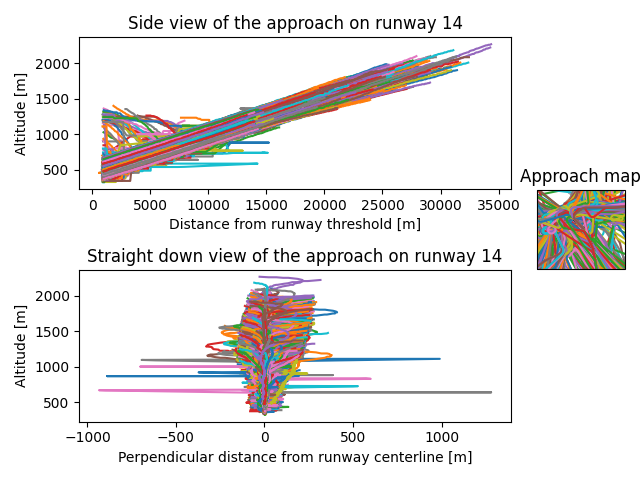 Side view of the approach on runway 14
2000
1500
1000
500
Altitude [m]
0 5000 10000 15000 20000 25000 30000 35000
Distance from runway threshold [m]
Approach map
Straight down view of the approach on runway 14
2000
1500
1000
500
Altitude [m]
−1000 −500 0 500 1000
Perpendicular distance from runway centerline [m]